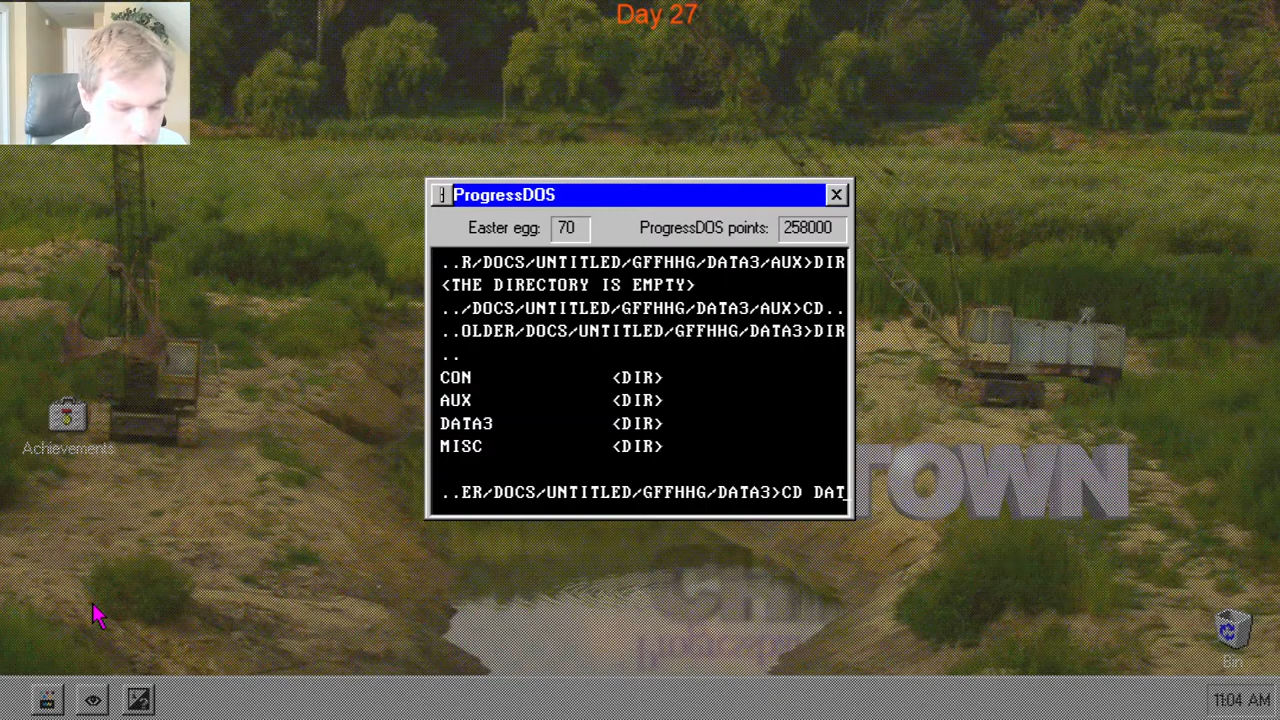 Day 27
ProgressDOS
Easter egg: 70 ProgressDOS points: 258000
..R/DOCS/UNTITLED/GFFHHG/DATA3/AUX>DIR
<THE DIRECTORY IS EMPTY>
../DOCS/UNTITLED/GFFHHG/DATA3/AUX>CD..
..OLDER/DOCS/UNTITLED/GFFHHG/DATA3>DIR
..
CON <DIR>
AUX <DIR>
DATA3 <DIR>
MISC <DIR>
..ER/DOCS/UNTITLED/GFFHHG/DATA3>CD DAT_
Achievements
TOWN
Bin
11:04 AM